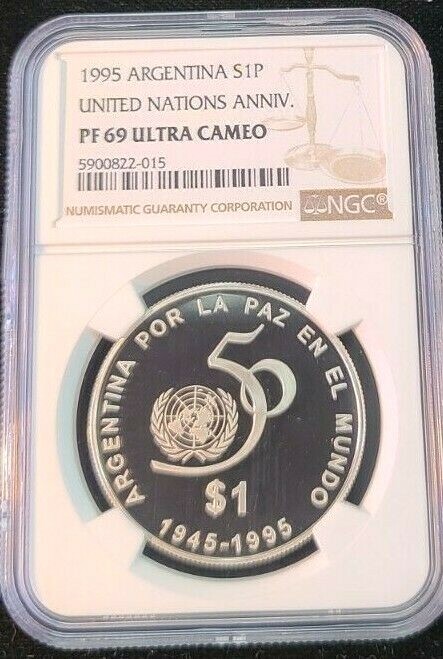 1995 ARGENTINA S1P
UNITED NATIONS ANNIV.
PF 69 ULTRA CAMEO
5900822-015
NUMISMATIC GUARANTY CORPORATION
NGC®
ARGENTINA POR LA PAZ EN EL MUNDO
50
$1
1945-1995